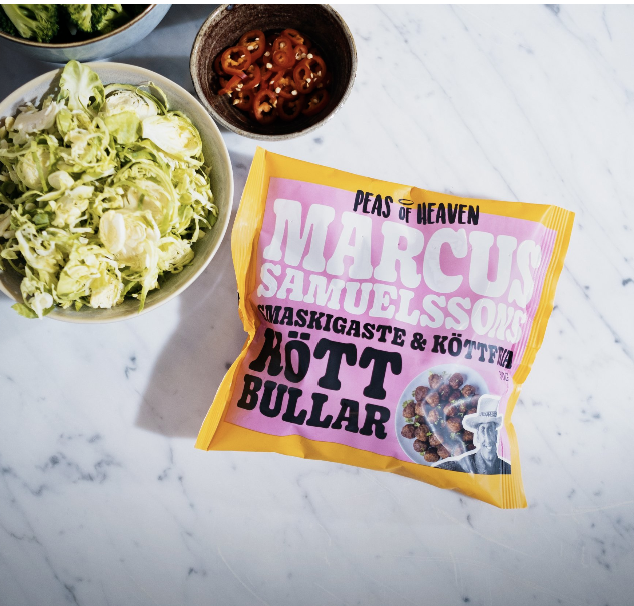 PEAS OF HEAVEN
MARCUS
SAMUELSSONS
SMASKIGASTE & KÖTTFRIA
KÖTT
BULLAR